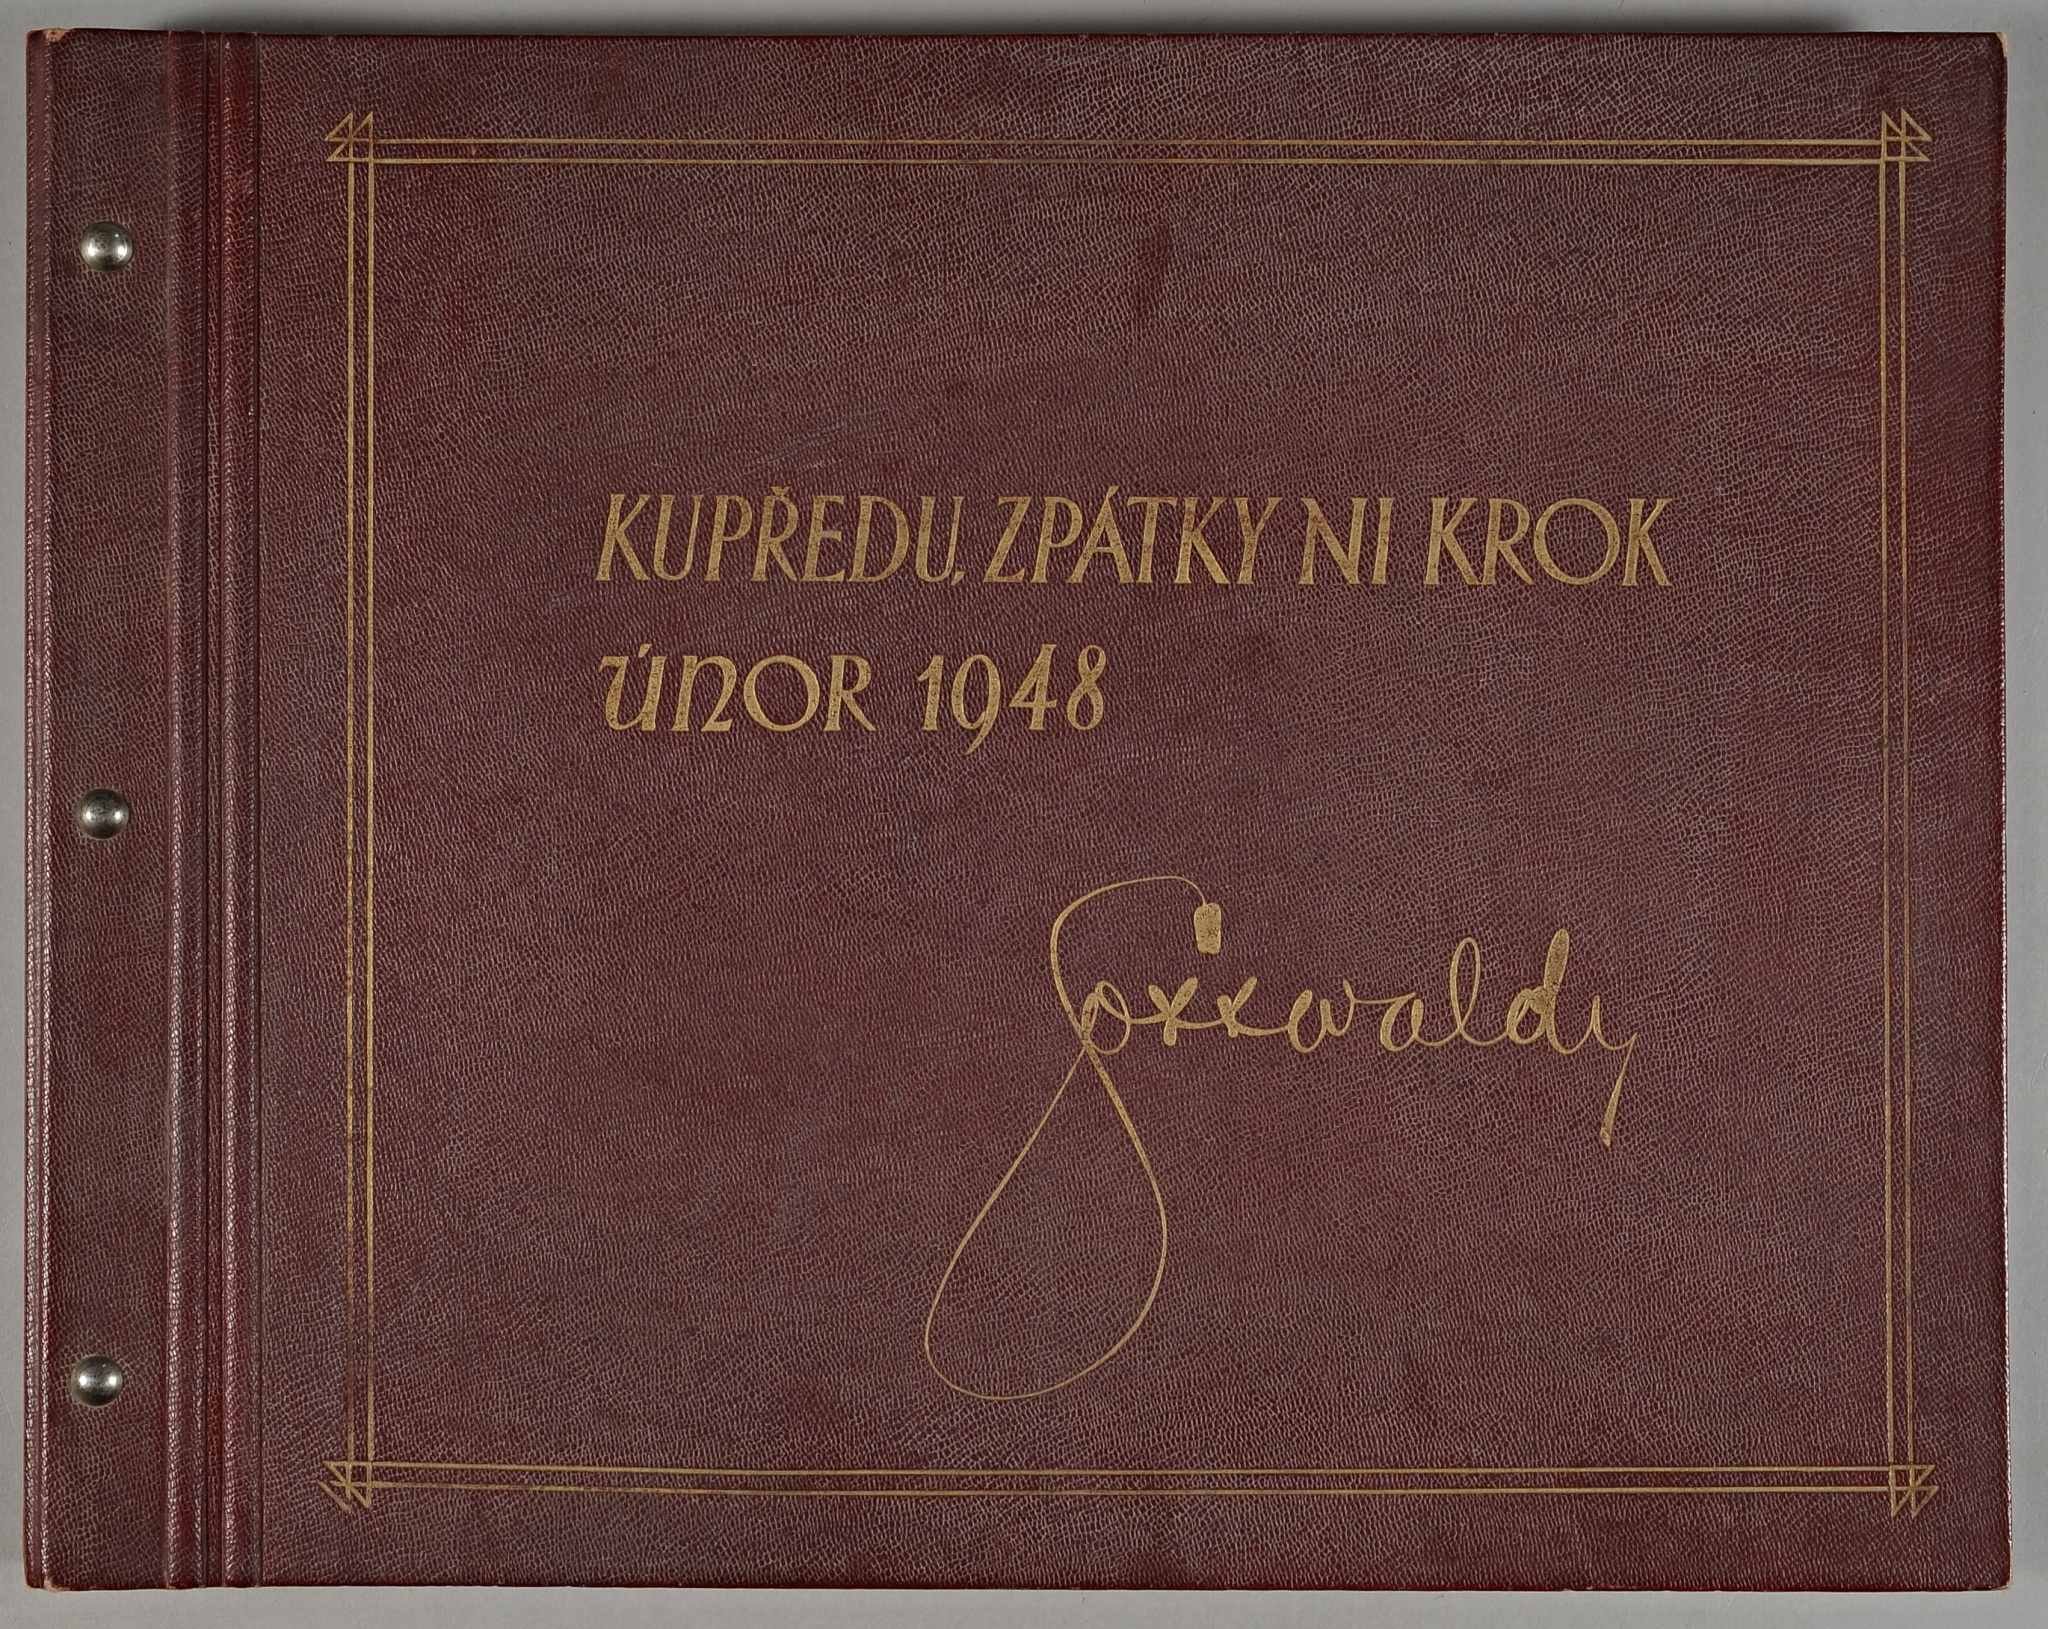 KUPŘEDU, ZPÁTKY NI KROK
ÚNOR 1948
Gottwald